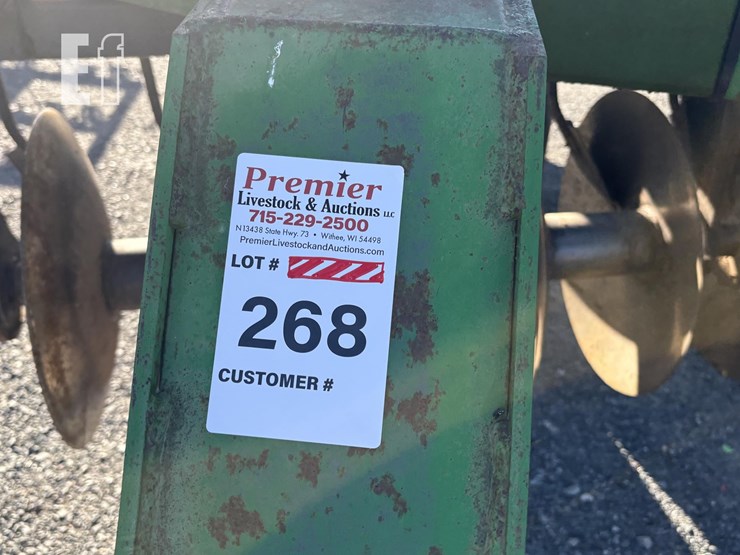 Ef
Premier
Livestock & Auctions LLC
715-229-2500
N13438 State Hwy. 73 • Withee, WI 54498
PremierLivestockandAuctions.com
LOT #
268
CUSTOMER #